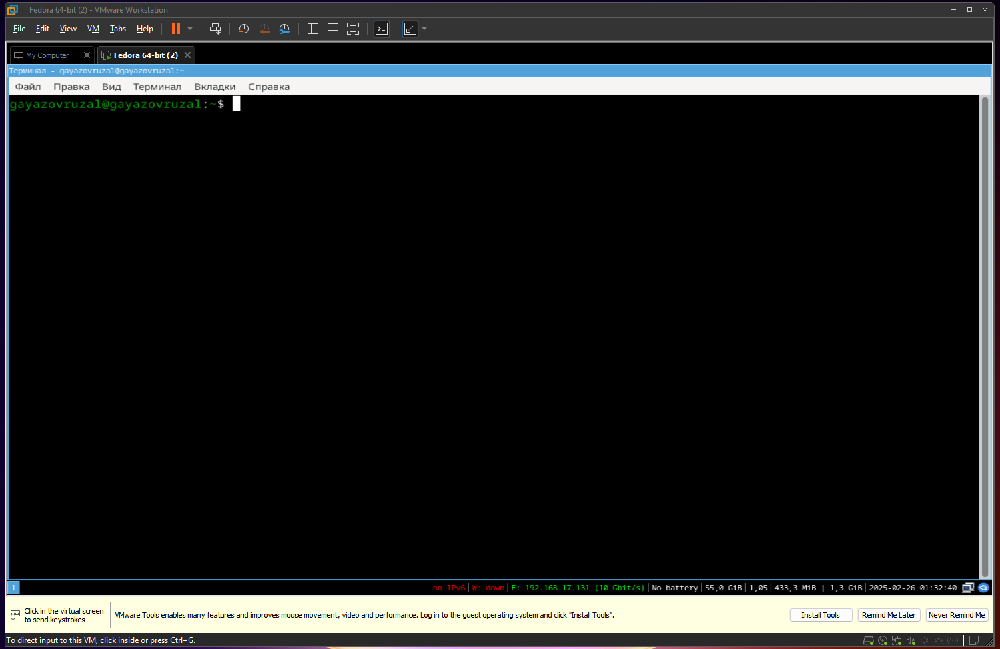 Fedora 64-bit (2) - VMware Workstation
File Edit View VM Tabs Help
My Computer Fedora 64-bit (2)
Терминал - gayazovruzal@gayazovruzal:~
Файл Правка Вид Терминал Вкладки Справка
gayazovruzal@gayazovruzal:~$
1 no IPv6|W: down|E: 192.168.17.131 (10 Gbit/s)|No battery|55,0 GiB|1,05|433,3 MiB | 1,3 GiB|2025-02-26 01:32:40
Click in the virtual screen
to send keystrokes
VMware Tools enables many features and improves mouse movement, video and performance. Log in to the guest operating system and click "Install Tools".
Install Tools Remind Me Later Never Remind Me
To direct input to this VM, click inside or press Ctrl+G.